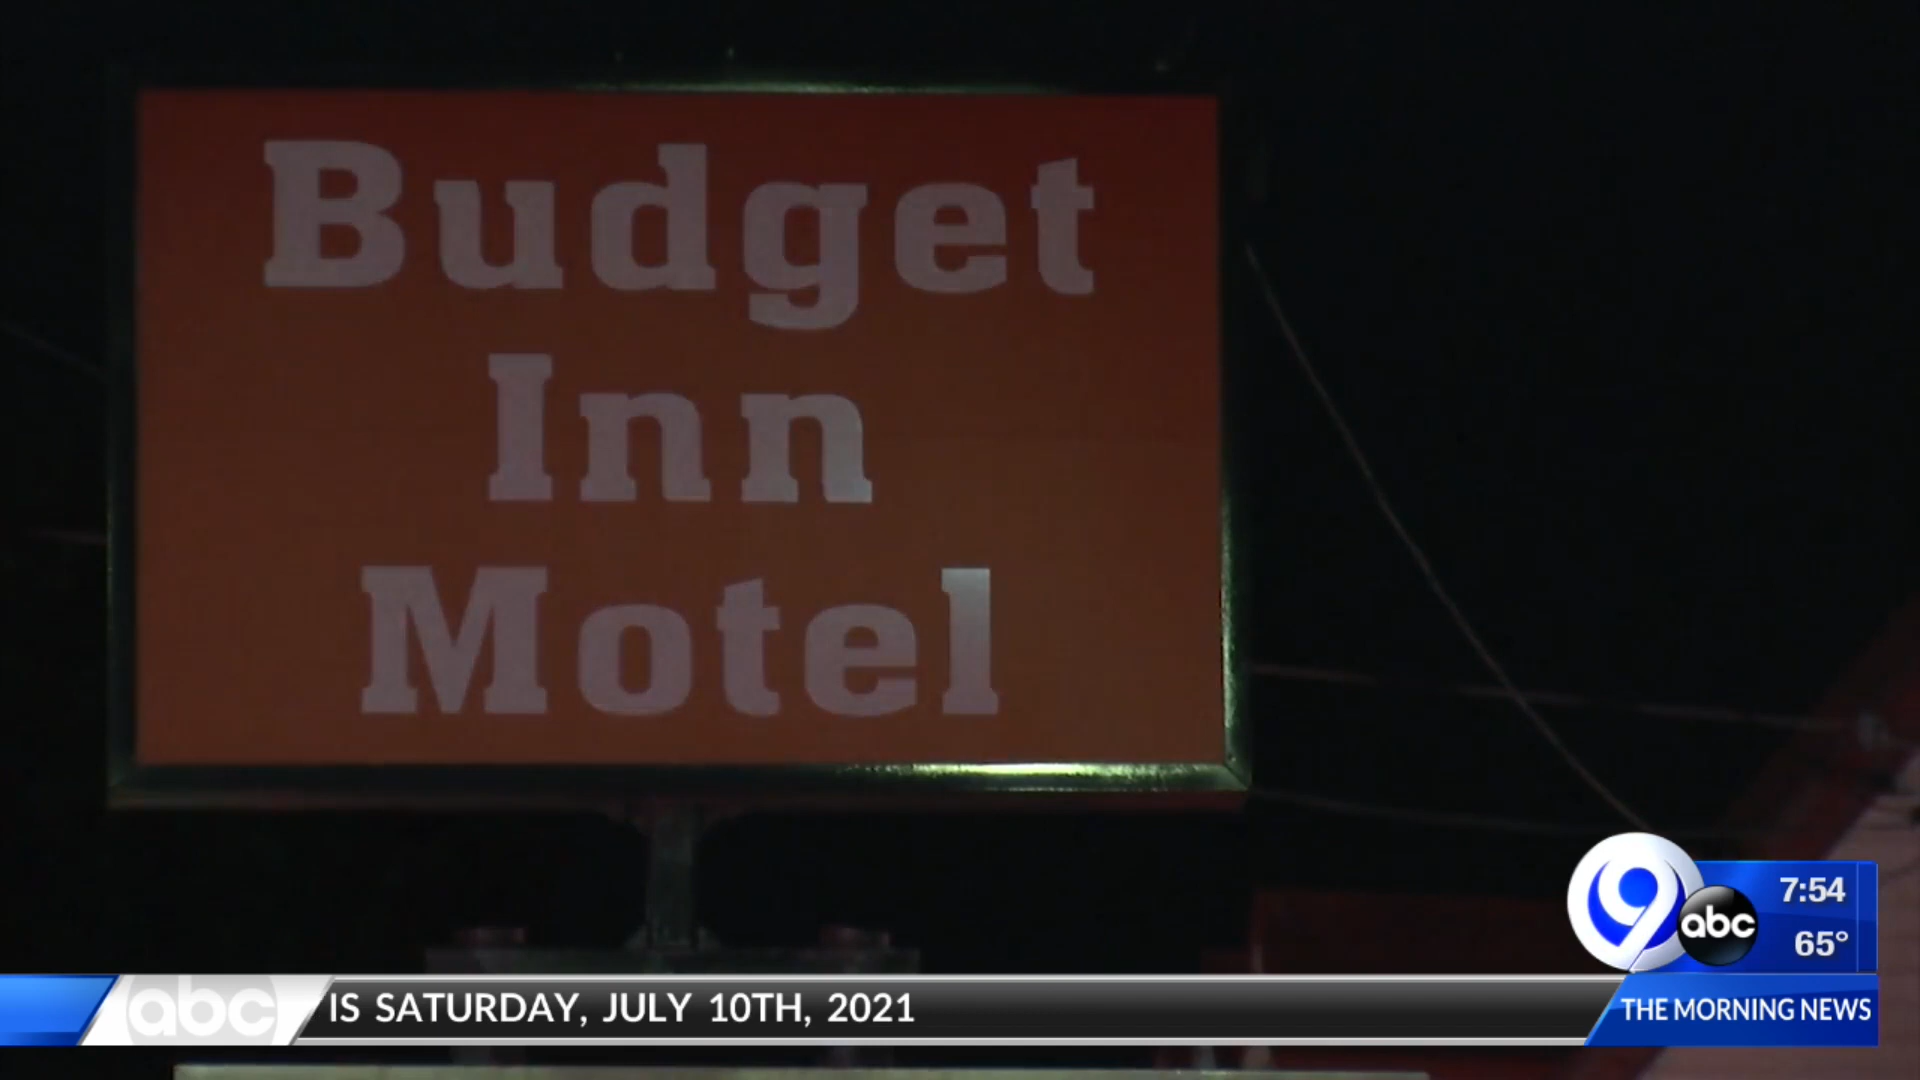 Budget
Inn
Motel
9
abc
7:54
65°
abc
IS SATURDAY, JULY 10TH, 2021
THE MORNING NEWS